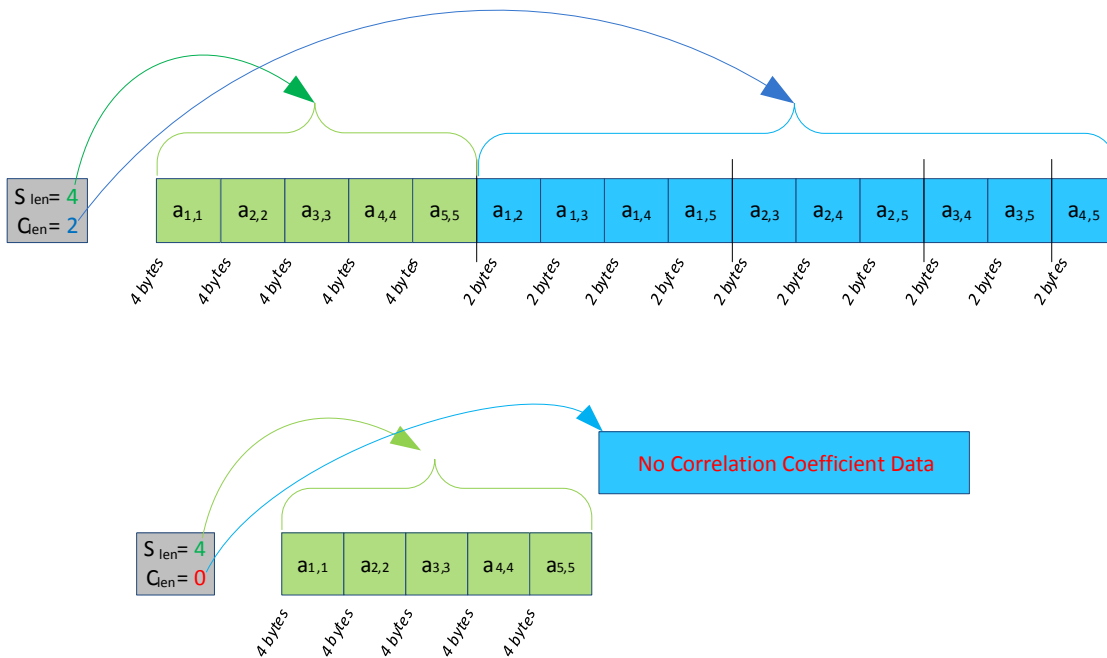 S len= 4
Clen= 2
a1,1 a2,2 a3,3 a4,4 a5,5 a1,2 a1,3 a1,4 a1,5 a2,3 a2,4 a2,5 a3,4 a3,5 a4,5
4 bytes 4 bytes 4 bytes 4 bytes 4 bytes 2 bytes 2 bytes 2 bytes 2 bytes 2 bytes 2 bytes 2 bytes 2 bytes 2 bytes 2 bytes
No Correlation Coefficient Data
S len= 4
Clen= 0
a1,1 a2,2 a3,3 a4,4 a5,5
4 bytes 4 bytes 4 bytes 4 bytes 4 bytes